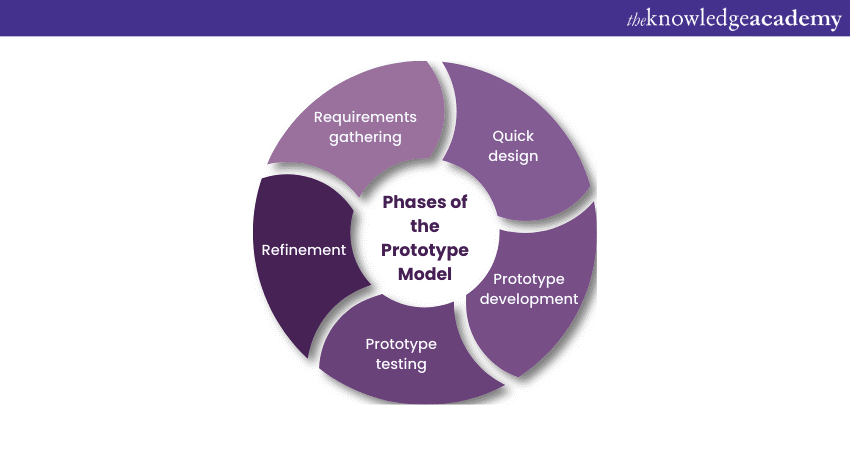 theknowledgeacademy
Requirements
gathering
Quick
design
Phases of
the
Prototype
Model
Refinement
Prototype
development
Prototype
testing